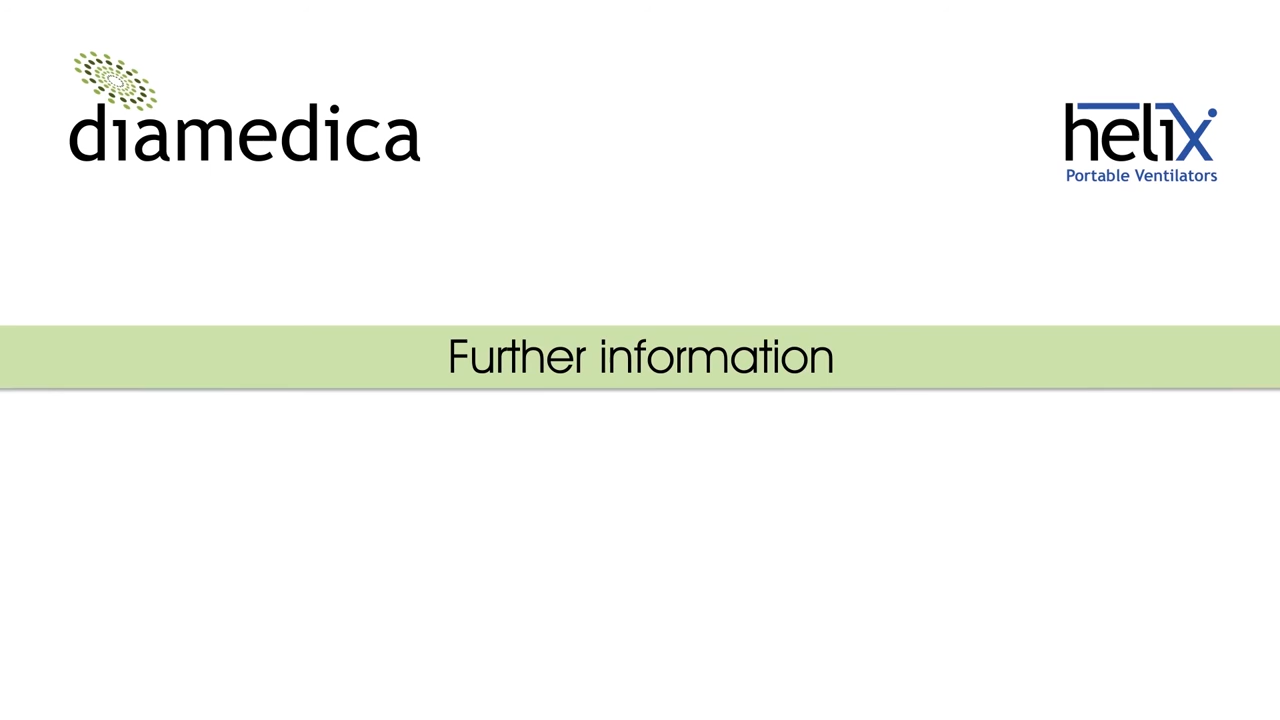 diamedica
helix
Portable Ventilators
Further information